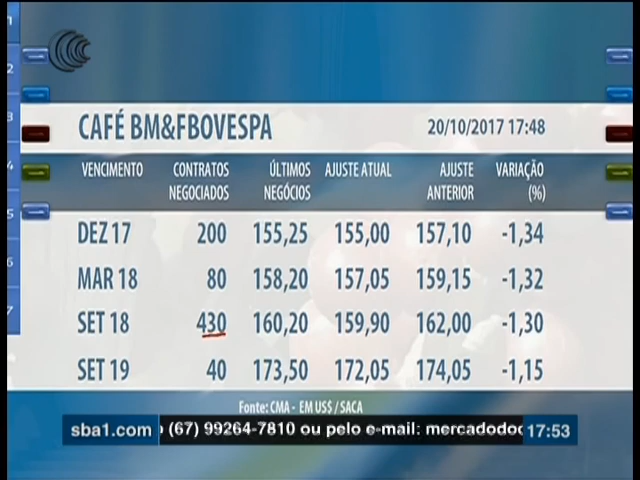 CAFÉ BM&FBOVESPA
20/10/2017 17:48
VENCIMENTO CONTRATOS NEGOCIADOS ÚLTIMOS NEGÓCIOS AJUSTE ATUAL AJUSTE ANTERIOR VARIAÇÃO (%)
DEZ 17 200 155,25 155,00 157,10 -1,34
MAR 18 80 158,20 157,05 159,15 -1,32
SET 18 430 160,20 159,90 162,00 -1,30
SET 19 40 173,50 172,05 174,05 -1,15
Fonte: CMA - EM US$ / SACA
sba1.com (67) 99264-7810 ou pelo e-mail: mercadodo 17:53